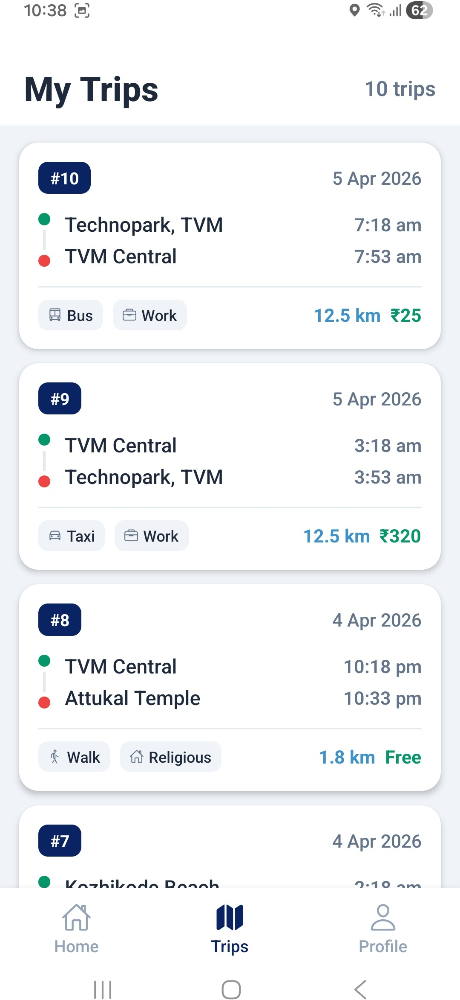 10:38
62
My Trips
10 trips
#10
5 Apr 2026
Technopark, TVM
7:18 am
TVM Central
7:53 am
Bus
Work
12.5 km
₹25
#9
5 Apr 2026
TVM Central
3:18 am
Technopark, TVM
3:53 am
Taxi
Work
12.5 km
₹320
#8
4 Apr 2026
TVM Central
10:18 pm
Attukal Temple
10:33 pm
Walk
Religious
1.8 km
Free
#7
4 Apr 2026
Kozhikode Beach
2:18 am
Home
Trips
Profile